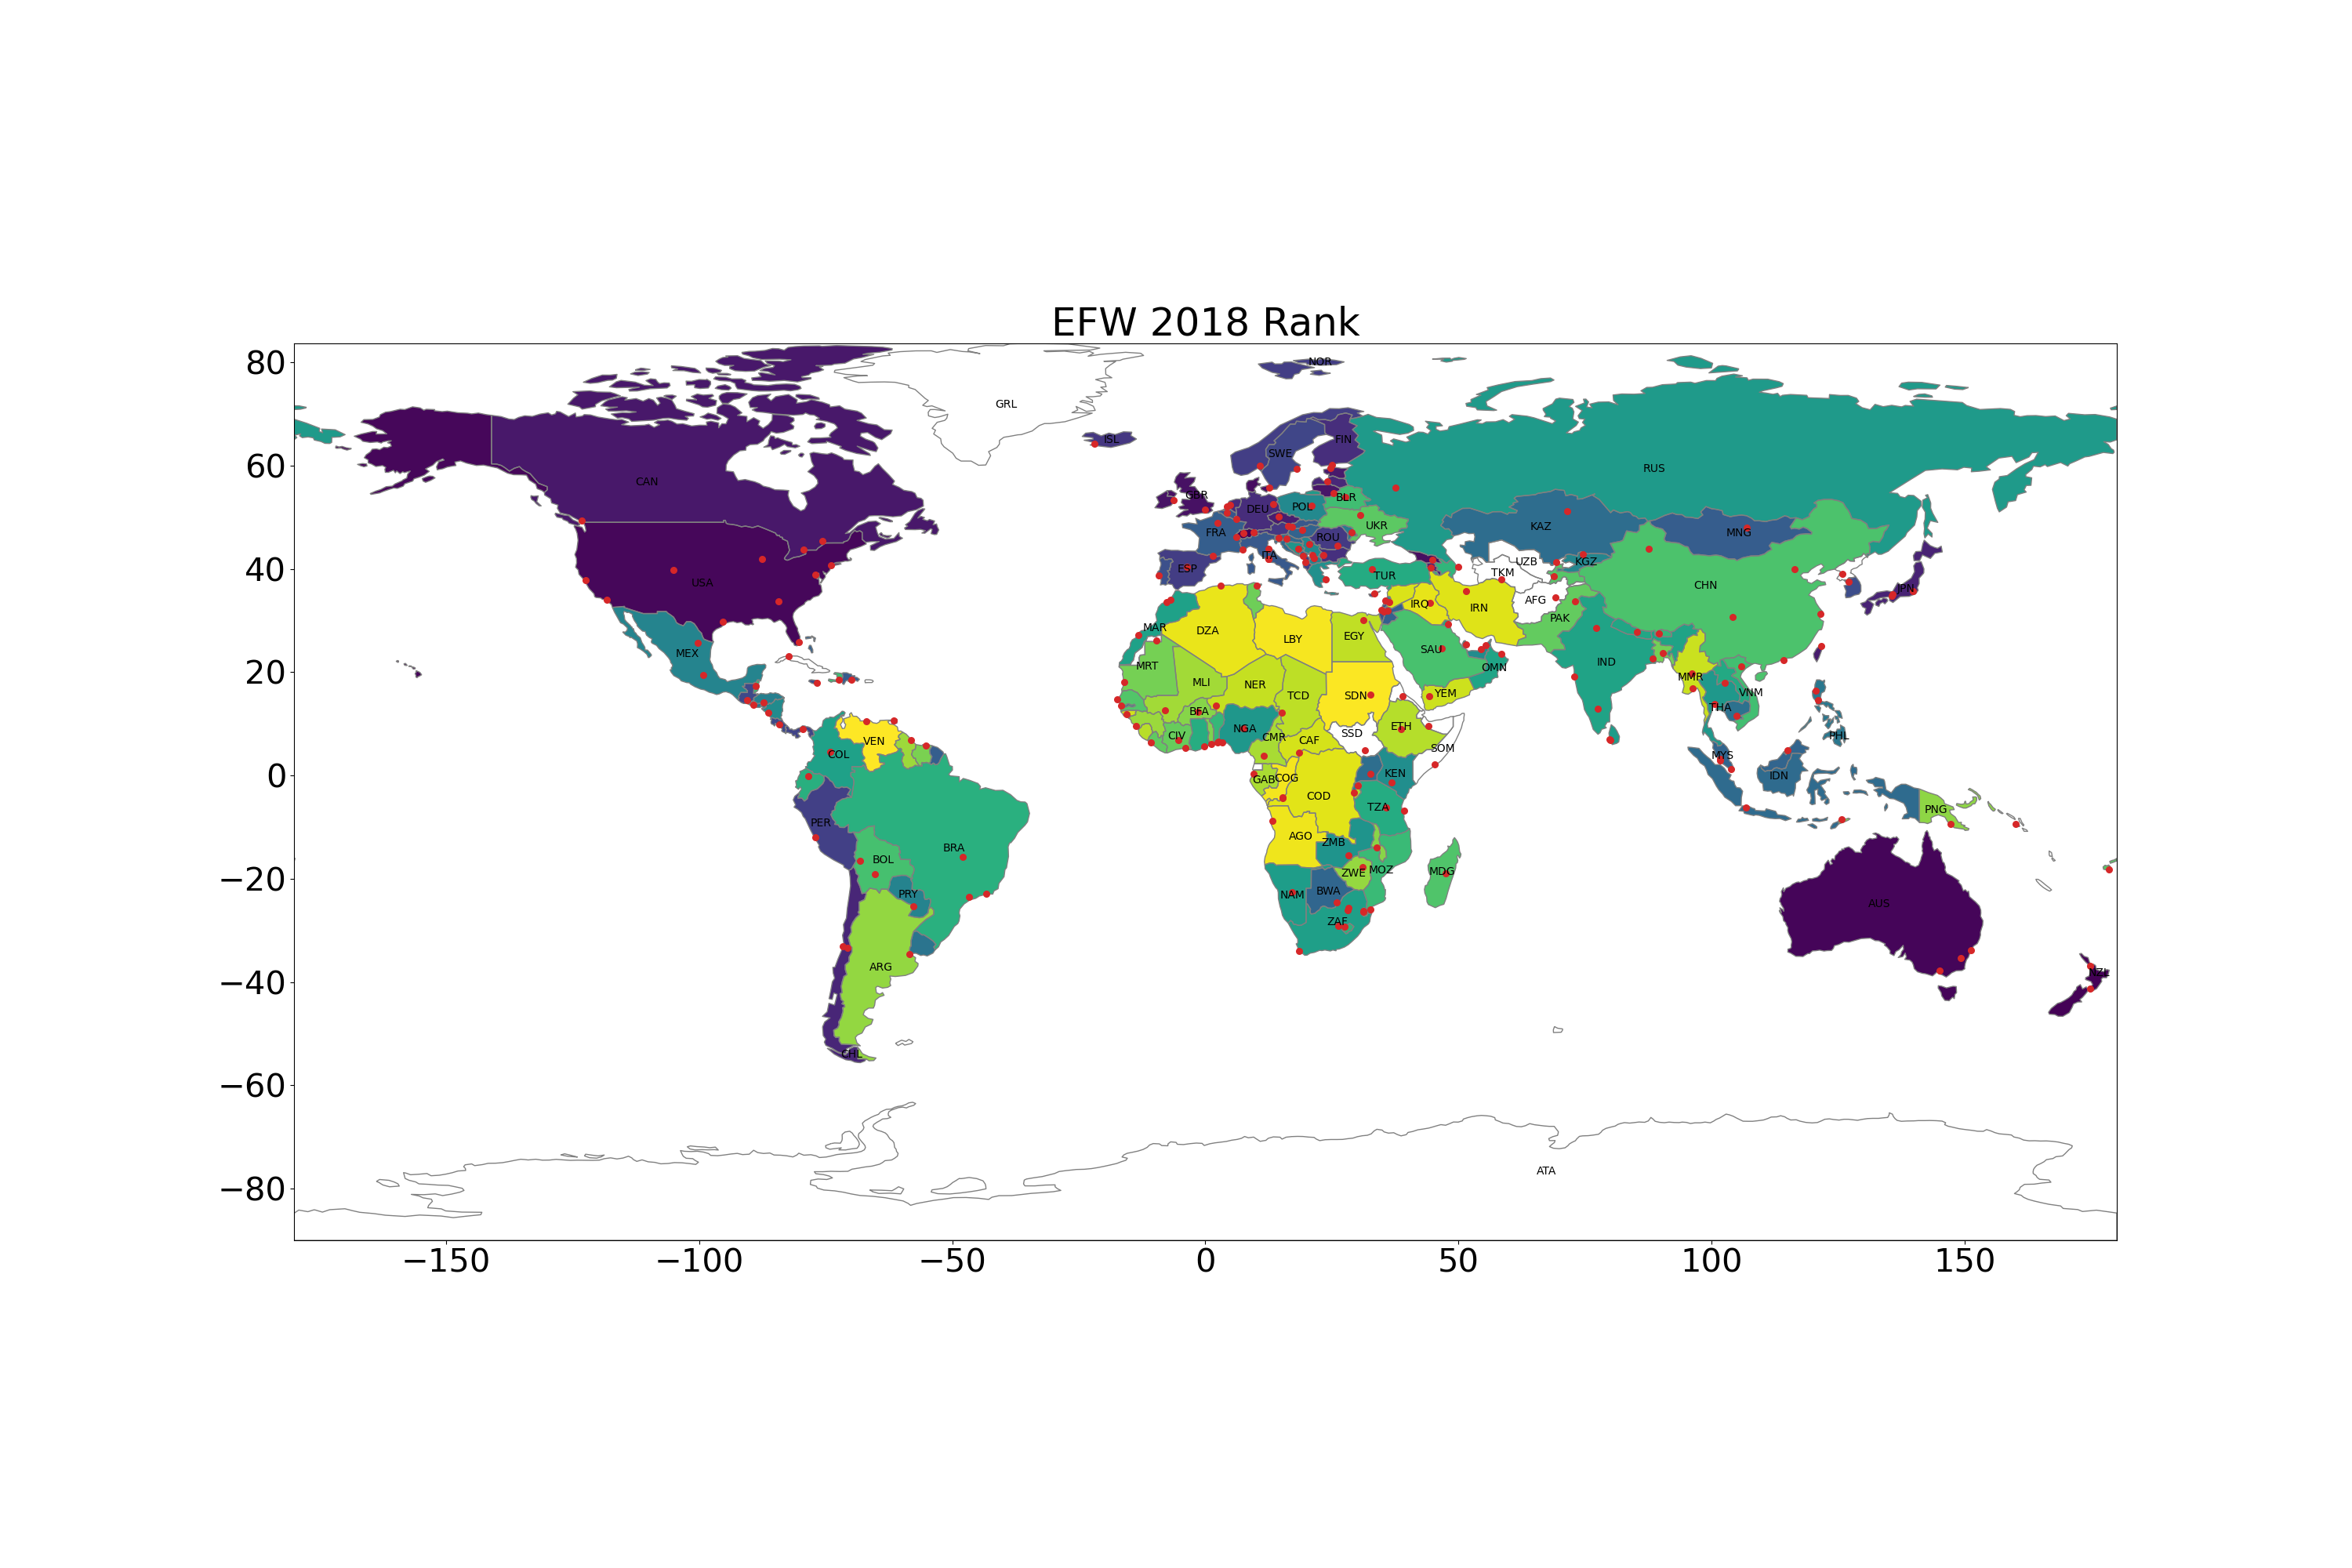 EFW 2018 Rank
80
60
40
20
0
−20
−40
−60
−80
−150
−100
−50
0
50
100
150
NOR
GRL
ISL
FIN
SWE
RUS
CAN
GBR
BLR
DEU
POL
UKR
KAZ
FRA
ROU
MNG
ITA
UZB
KGZ
ESP
TKM
TUR
CHN
USA
JPN
AFG
IRQ
IRN
PAK
MAR
DZA
LBY
EGY
SAU
MEX
IND
OMN
MRT
MLI
NER
TCD
SDN
YEM
MMR
VNM
THA
BFA
NGA
ETH
CIV
CMR
CAF
SSD
SOM
PHL
VEN
COL
MYS
GAB
COG
KEN
IDN
COD
TZA
PNG
PER
AGO
ZMB
BRA
BOL
ZWE
MOZ
MDG
PRY
NAM
BWA
AUS
ZAF
ARG
NZL
CHL
ATA